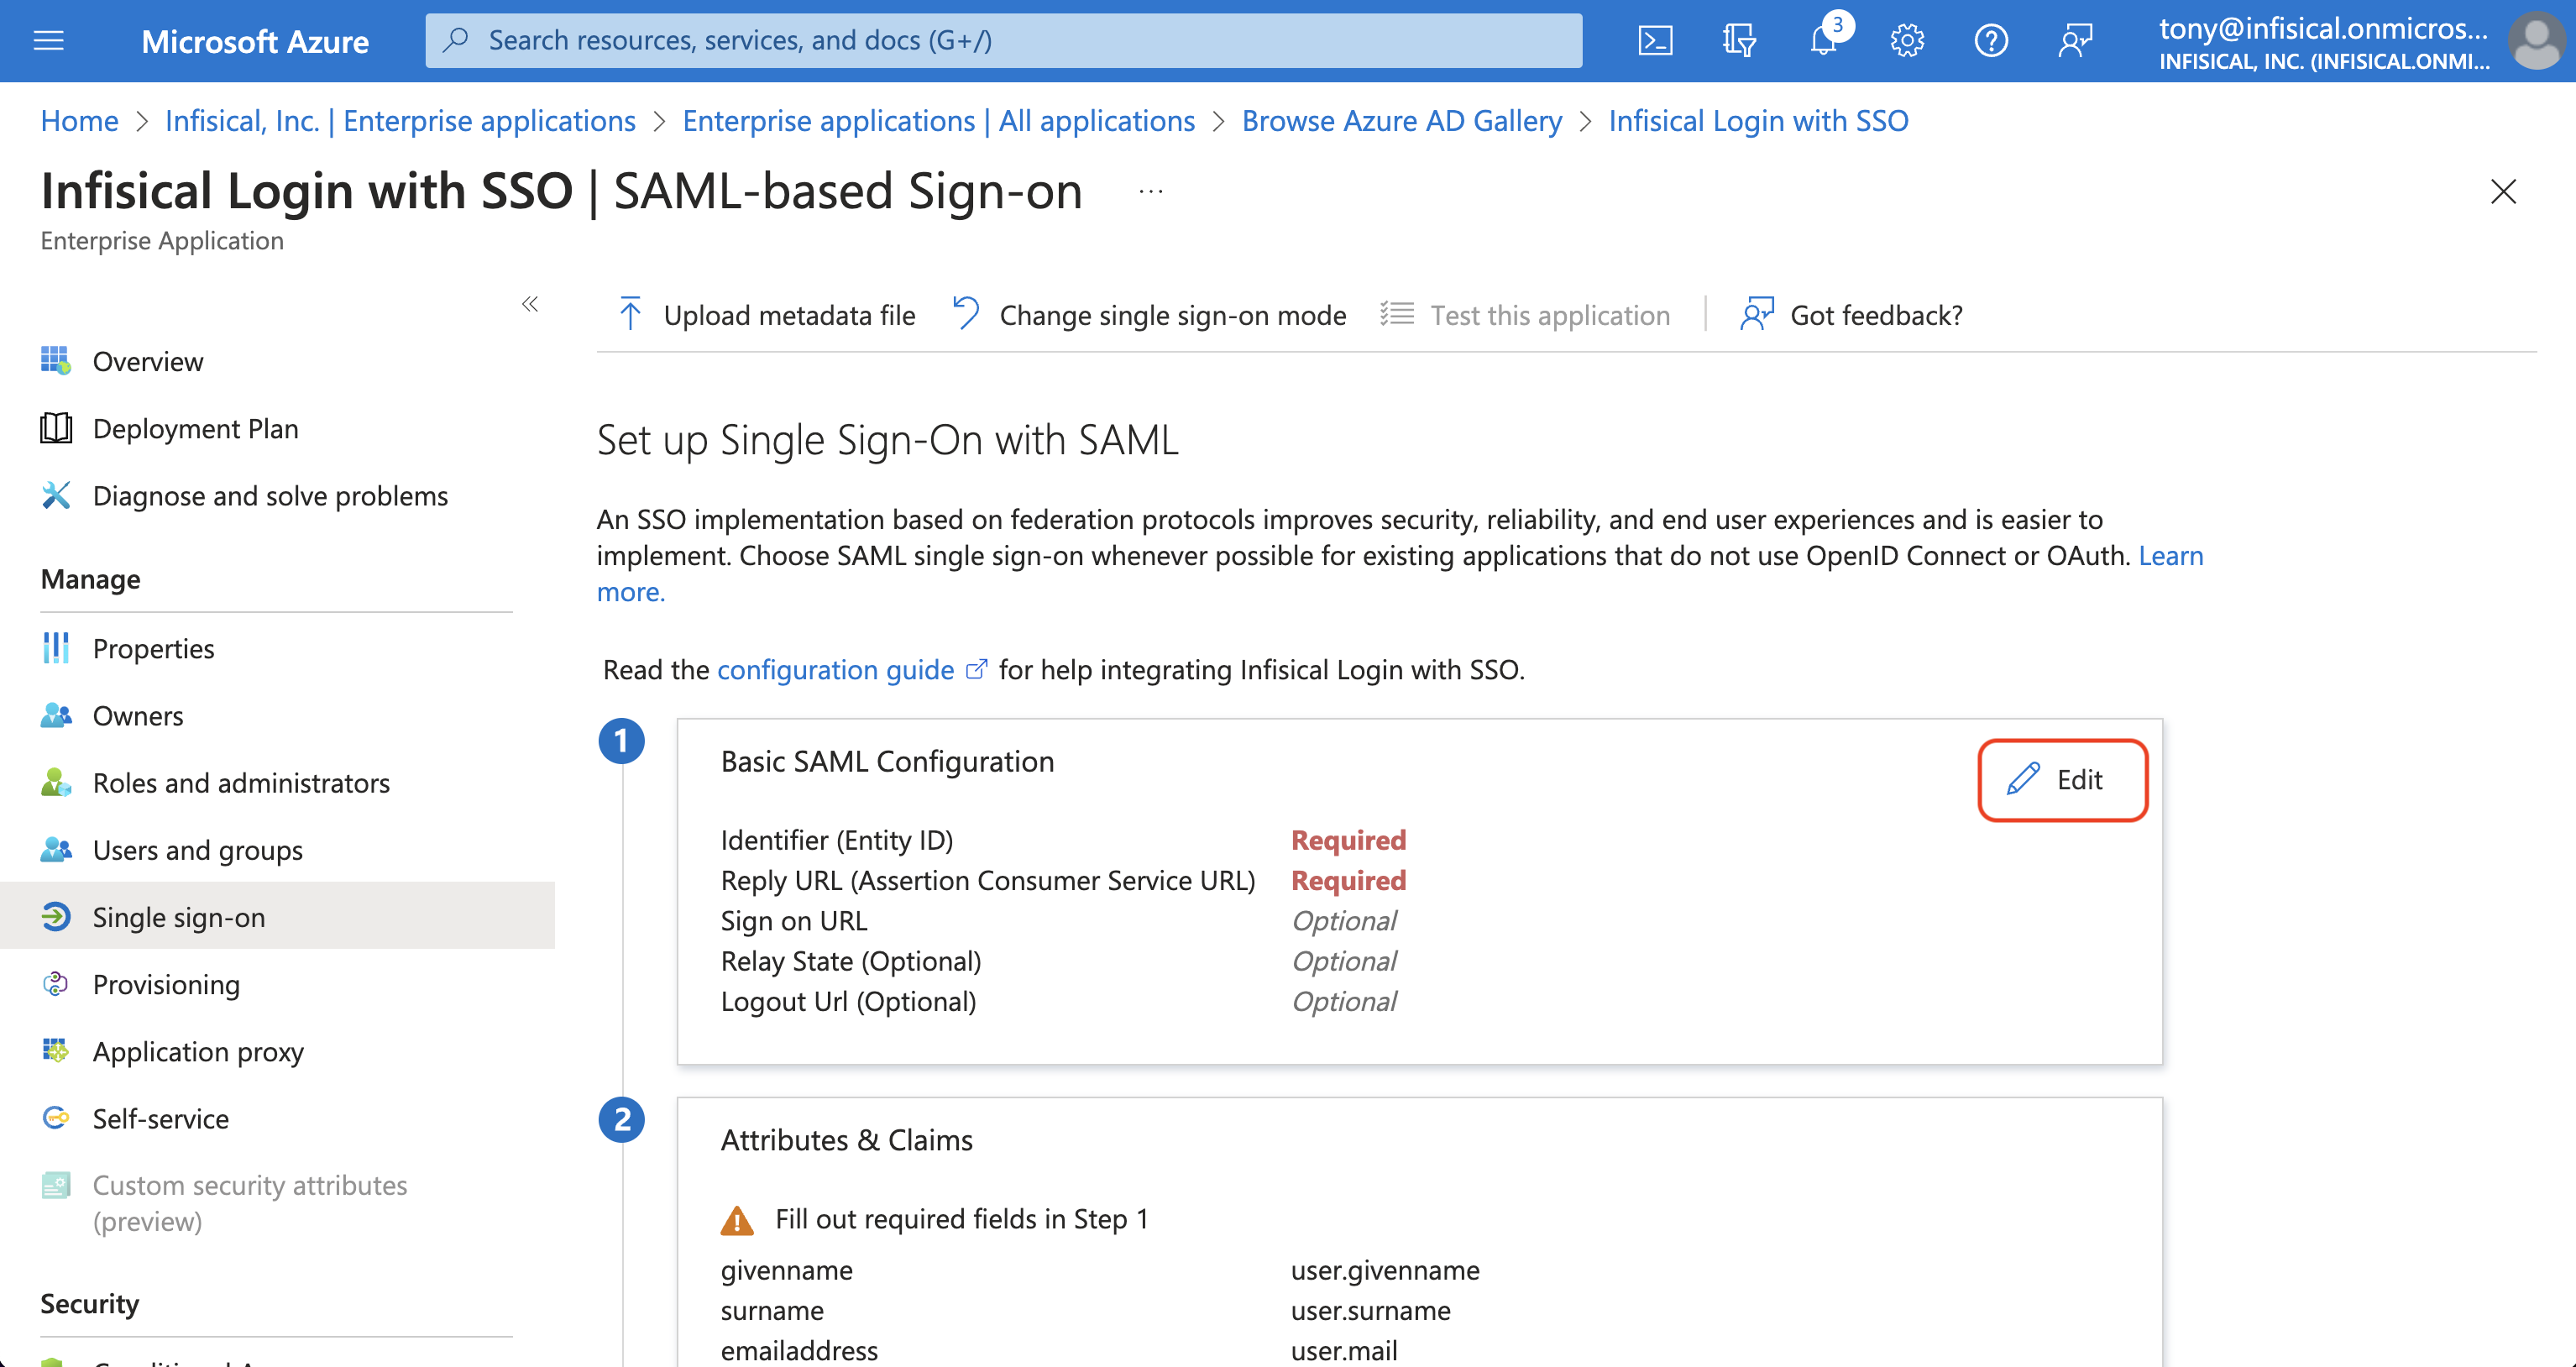 Microsoft Azure
Search resources, services, and docs (G+/)
3
tony@infisical.onmicros...
INFISICAL, INC. (INFISICAL.ONMI...
Home > Infisical, Inc. | Enterprise applications > Enterprise applications | All applications > Browse Azure AD Gallery > Infisical Login with SSO
Infisical Login with SSO | SAML-based Sign-on ...
Enterprise Application
Overview
Deployment Plan
Diagnose and solve problems
Manage
Properties
Owners
Roles and administrators
Users and groups
Single sign-on
Provisioning
Application proxy
Self-service
Custom security attributes
(preview)
Security
Upload metadata file
Change single sign-on mode
Test this application
Got feedback?
Set up Single Sign-On with SAML
An SSO implementation based on federation protocols improves security, reliability, and end user experiences and is easier to
implement. Choose SAML single sign-on whenever possible for existing applications that do not use OpenID Connect or OAuth. Learn
more.
Read the configuration guide for help integrating Infisical Login with SSO.
1
Basic SAML Configuration
Edit
Identifier (Entity ID) Required
Reply URL (Assertion Consumer Service URL) Required
Sign on URL Optional
Relay State (Optional) Optional
Logout Url (Optional) Optional
2
Attributes & Claims
Fill out required fields in Step 1
givenname user.givenname
surname user.surname
emailaddress user.mail